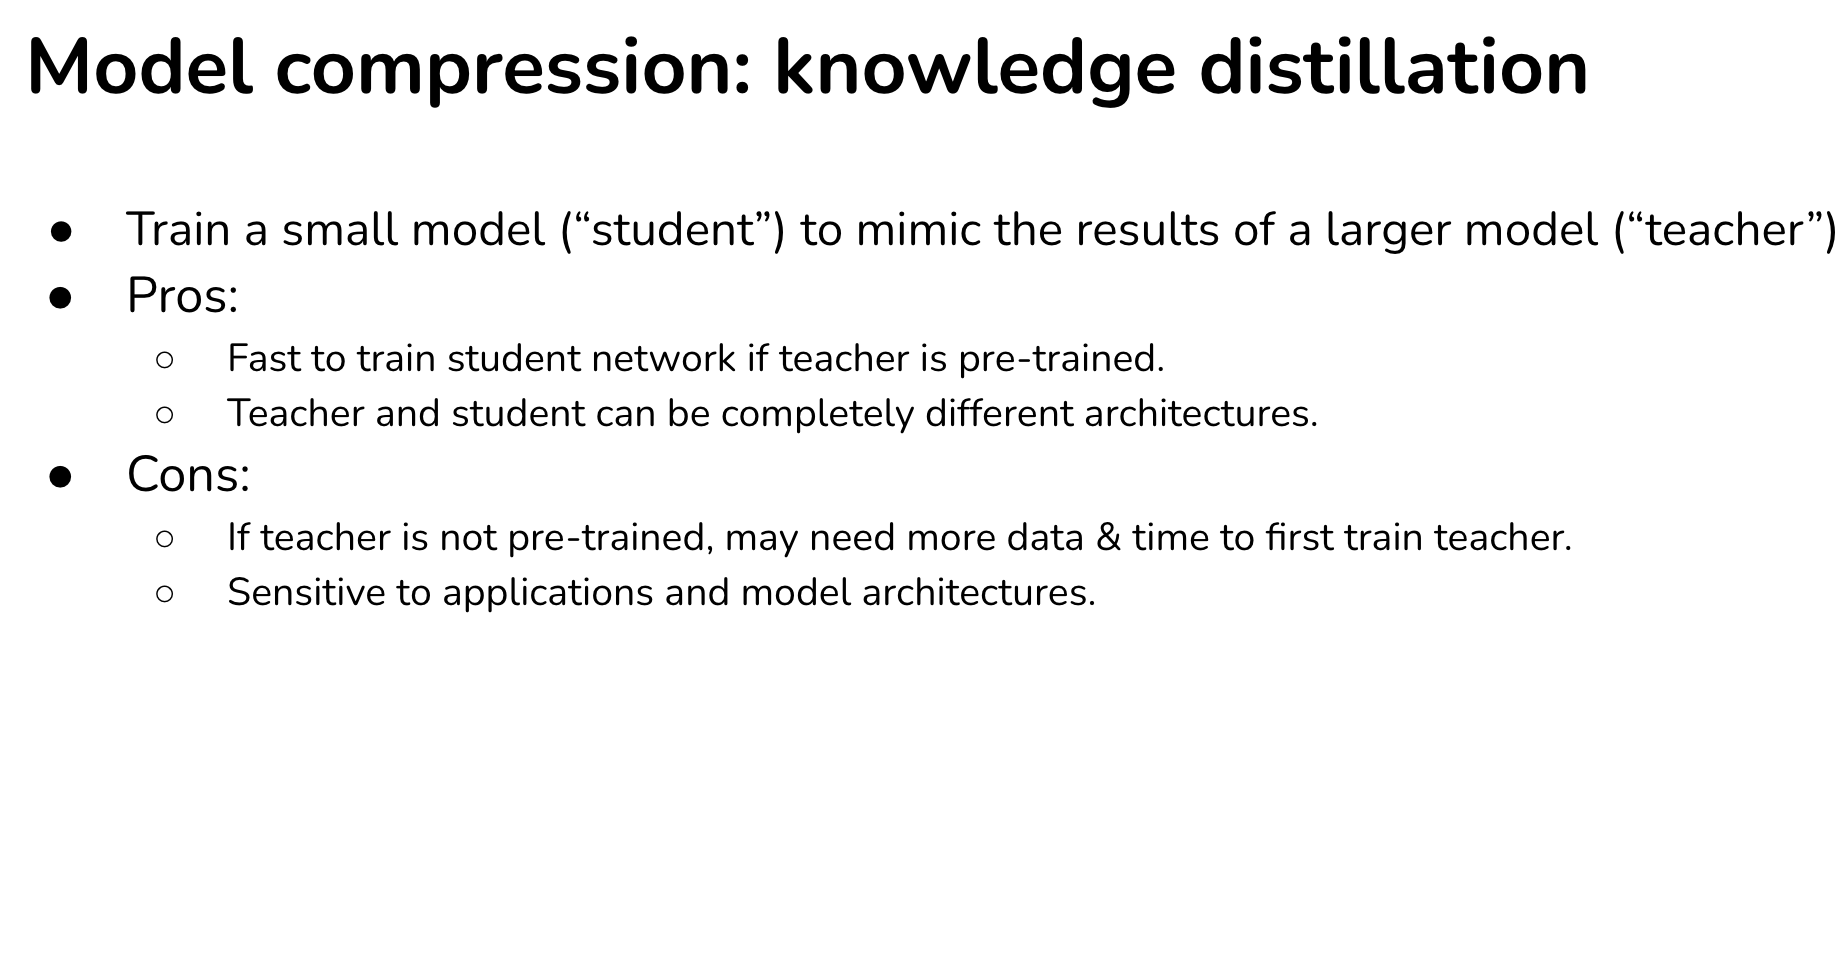 Model compression: knowledge distillation
● Train a small model (“student”) to mimic the results of a larger model (“teacher”)
● Pros:
○ Fast to train student network if teacher is pre-trained.
○ Teacher and student can be completely different architectures.
● Cons:
○ If teacher is not pre-trained, may need more data & time to first train teacher.
○ Sensitive to applications and model architectures.